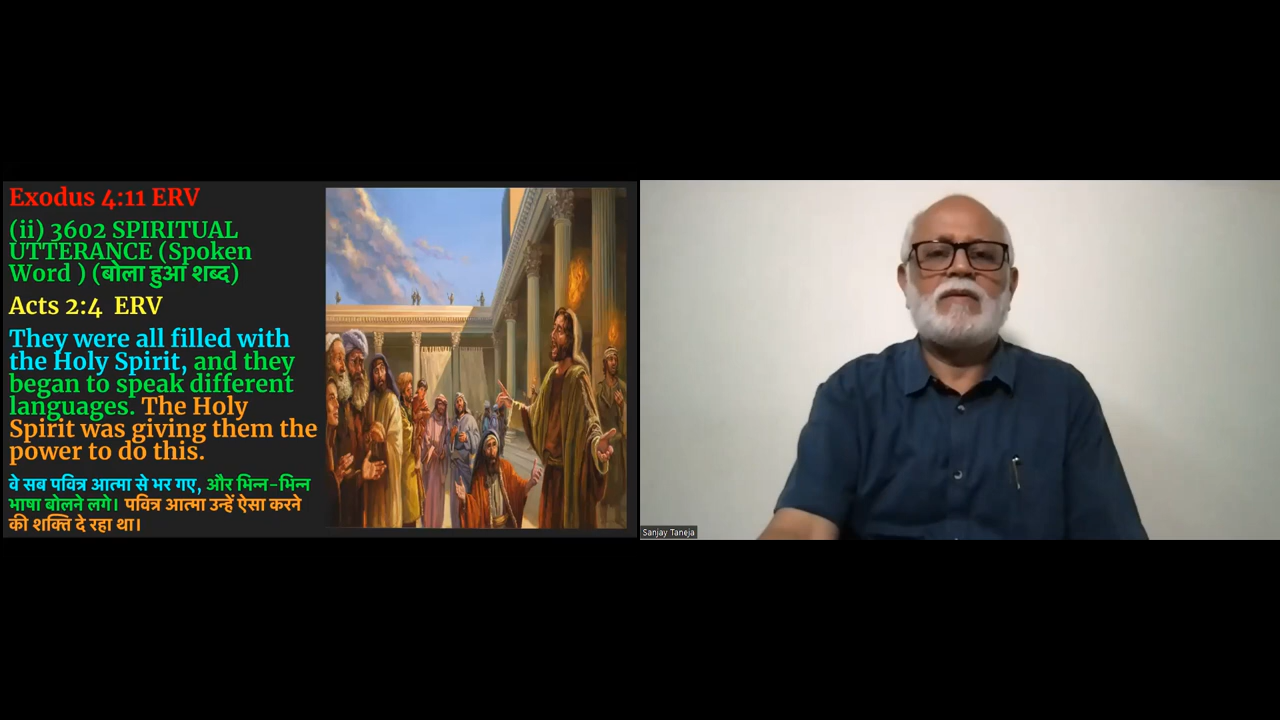 Exodus 4:11 ERV
(ii) 3602 SPIRITUAL
UTTERANCE (Spoken
Word ) (बोला हुआ शब्द)
Acts 2:4 ERV
They were all filled with
the Holy Spirit, and they
began to speak different
languages. The Holy
Spirit was giving them the
power to do this.
वे सब पवित्र आत्मा से भर गए, और भिन्न-भिन्न
भाषा बोलने लगे। पवित्र आत्मा उन्हें ऐसा करने
की शक्ति दे रहा था।
Sanjay Taneja